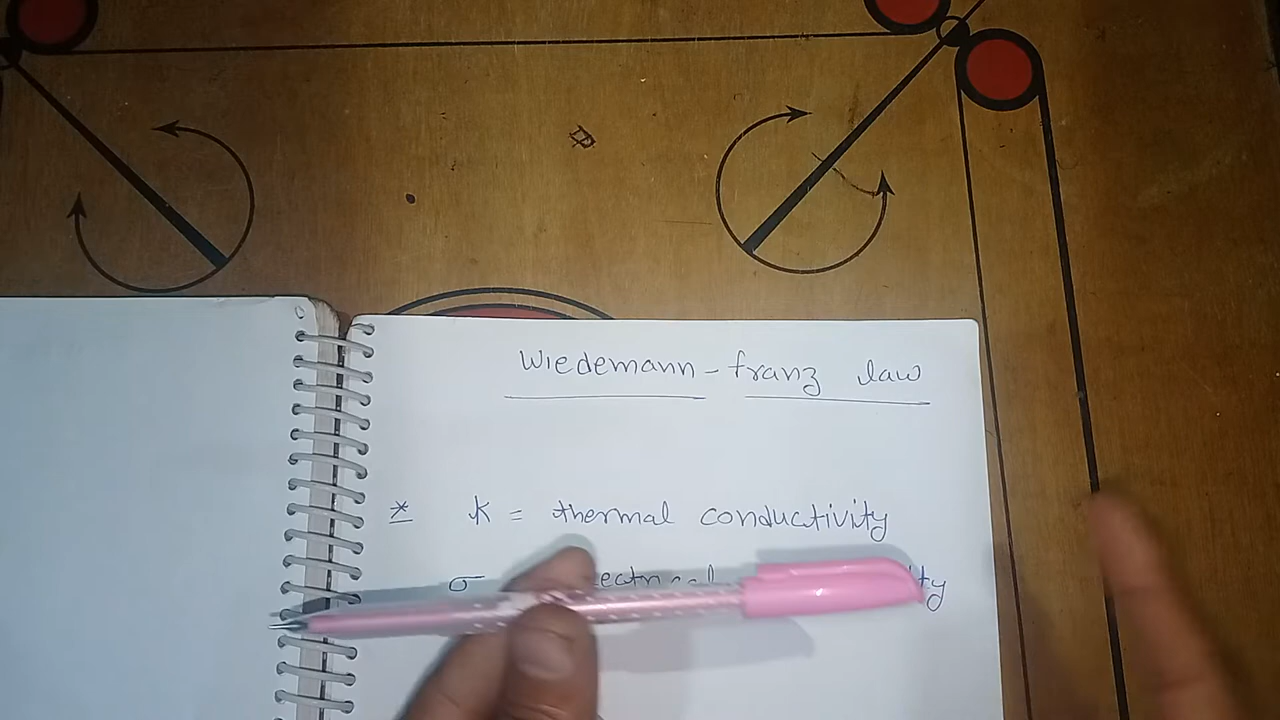 Wiedemann - franz law
* K = thermal conductivity
σ